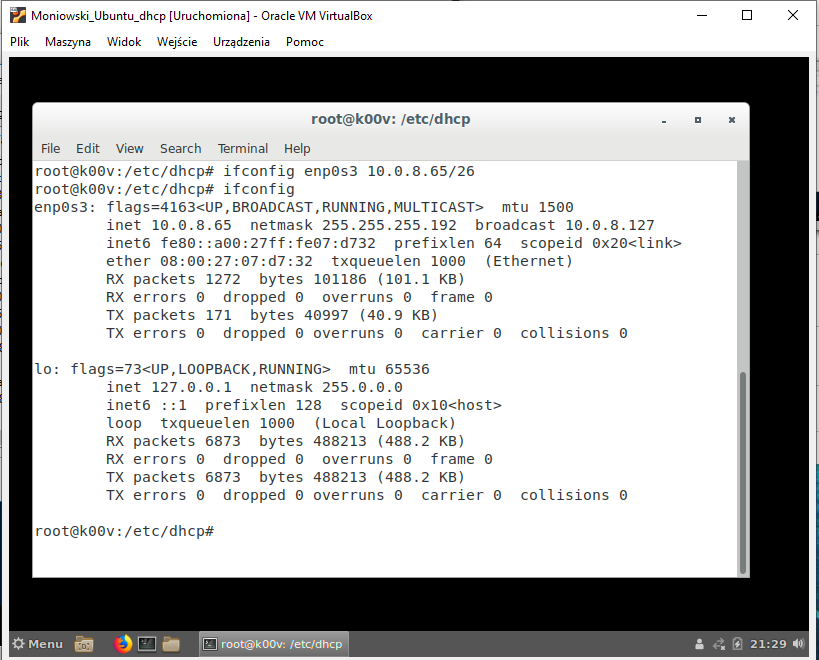 Moniowski_Ubuntu_dhcp [Uruchomiona] - Oracle VM VirtualBox
Plik Maszyna Widok Wejście Urządzenia Pomoc
root@k00v: /etc/dhcp
File Edit View Search Terminal Help
root@k00v:/etc/dhcp# ifconfig enp0s3 10.0.8.65/26
root@k00v:/etc/dhcp# ifconfig
enp0s3: flags=4163<UP,BROADCAST,RUNNING,MULTICAST>  mtu 1500
        inet 10.0.8.65  netmask 255.255.255.192  broadcast 10.0.8.127
        inet6 fe80::a00:27ff:fe07:d732  prefixlen 64  scopeid 0x20<link>
        ether 08:00:27:07:d7:32  txqueuelen 1000  (Ethernet)
        RX packets 1272  bytes 101186 (101.1 KB)
        RX errors 0  dropped 0  overruns 0  frame 0
        TX packets 171  bytes 40997 (40.9 KB)
        TX errors 0  dropped 0 overruns 0  carrier 0  collisions 0
lo: flags=73<UP,LOOPBACK,RUNNING>  mtu 65536
        inet 127.0.0.1  netmask 255.0.0.0
        inet6 ::1  prefixlen 128  scopeid 0x10<host>
        loop  txqueuelen 1000  (Local Loopback)
        RX packets 6873  bytes 488213 (488.2 KB)
        RX errors 0  dropped 0  overruns 0  frame 0
        TX packets 6873  bytes 488213 (488.2 KB)
        TX errors 0  dropped 0 overruns 0  carrier 0  collisions 0
root@k00v:/etc/dhcp#
Menu root@k00v: /etc/dhcp 21:29